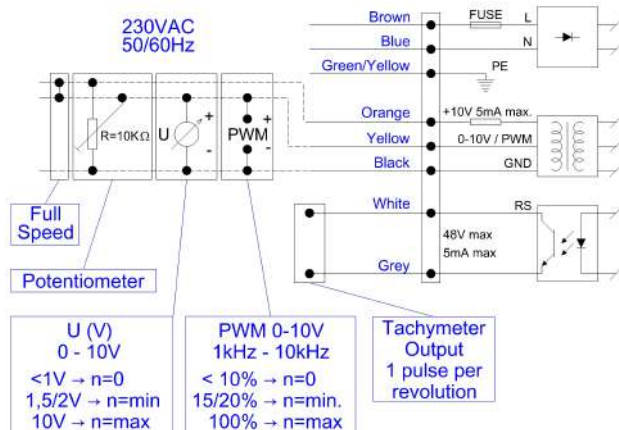 230VAC
50/60Hz
Brown
FUSE
L
Blue
N
Green/Yellow
PE
Orange
+10V 5mA max.
Yellow
0-10V / PWM
Black
GND
R=10KΩ
U
+
-
PWM
+
-
White
RS
48V max
5mA max
Grey
Full
Speed
Potentiometer
U (V)
0 - 10V
<1V → n=0
1,5/2V → n=min
10V → n=max
PWM 0-10V
1kHz - 10kHz
< 10% → n=0
15/20% → n=min.
100% → n=max
Tachymeter
Output
1 pulse per
revolution